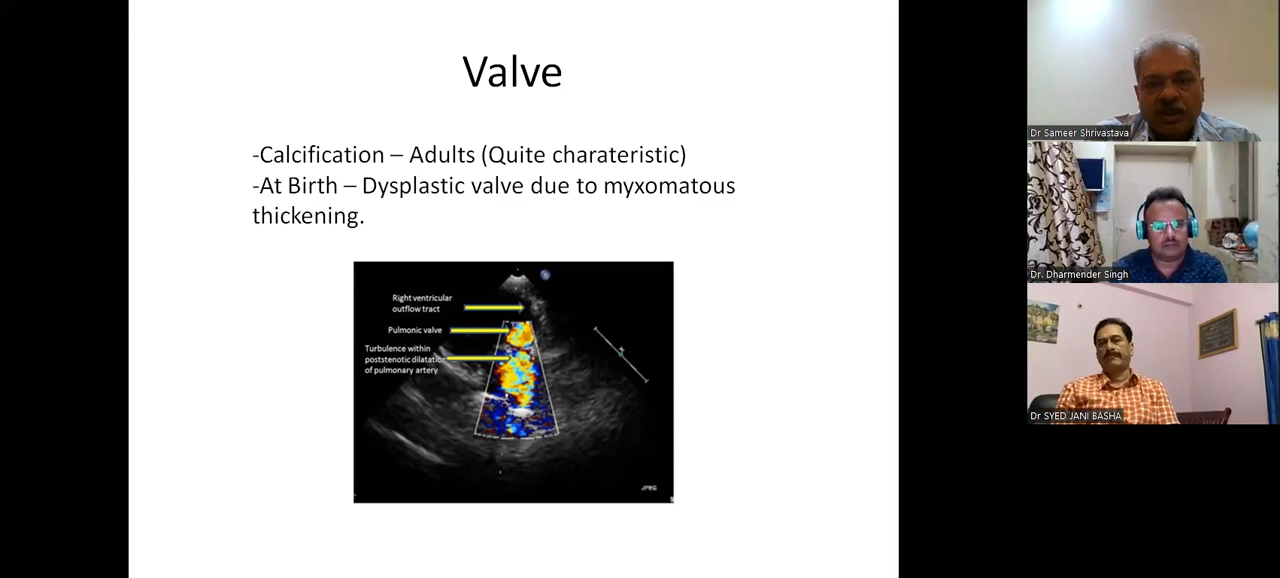 Valve
-Calcification – Adults (Quite charateristic)
-At Birth – Dysplastic valve due to myxomatous
thickening.
Right ventricular
outflow tract
Pulmonic valve
Turbulence within
poststenotic dilatation
of pulmonary artery
JPEG
Dr Sameer Shrivastava
Dr. Dharmender Singh
Dr SYED JANI BASHA